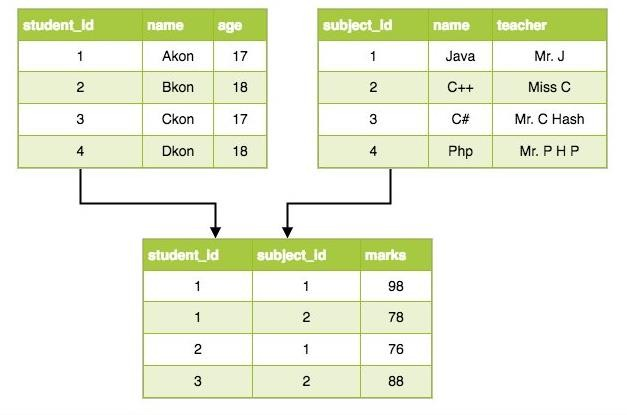 student_id name age
1 Akon 17
2 Bkon 18
3 Ckon 17
4 Dkon 18
subject_id name teacher
1 Java Mr. J
2 C++ Miss C
3 C# Mr. C Hash
4 Php Mr. P H P
student_id subject_id marks
1 1 98
1 2 78
2 1 76
3 2 88